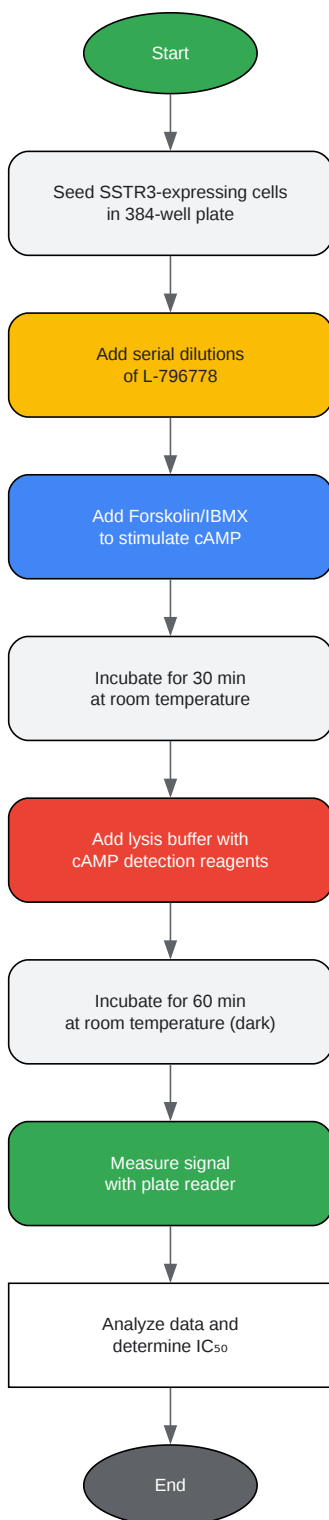 Start
Seed SSTR3-expressing cells
in 384-well plate
Add serial dilutions
of L-796778
Add Forskolin/IBMX
to stimulate cAMP
Incubate for 30 min
at room temperature
Add lysis buffer with
cAMP detection reagents
Incubate for 60 min
at room temperature (dark)
Measure signal
with plate reader
Analyze data and
determine IC₅₀
End